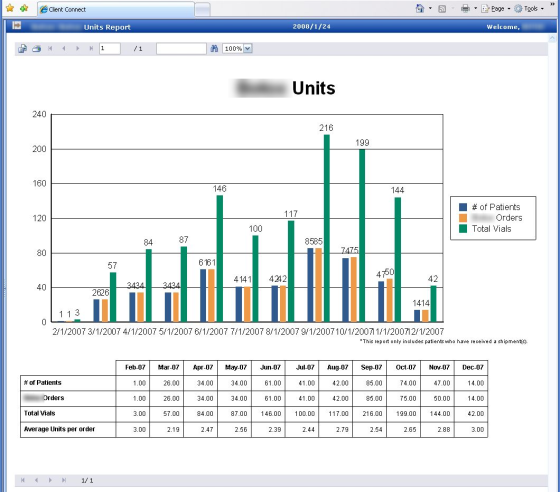 Client Connect
Page Tools
Units Report 2008/1/24 Welcome,
1 /1 100%
Units
240
200
160
120
80
40
0
216
199
146
144
117
100
87
84
57
85 85
74 75
61 61
47 50
41 41
42 42
42
34 34
34 34
26 26
14 14
1 1 3
2/1/2007 3/1/2007 4/1/2007 5/1/2007 6/1/2007 7/1/2007 8/1/2007 9/1/2007 10/1/2007 11/1/2007 12/1/2007
# of Patients
Orders
Total Vials
*This report only includes patients who have received a shipment(s).
Feb-07 Mar-07 Apr-07 May-07 Jun-07 Jul-07 Aug-07 Sep-07 Oct-07 Nov-07 Dec-07
# of Patients 1.00 26.00 34.00 34.00 61.00 41.00 42.00 85.00 74.00 47.00 14.00
Orders 1.00 26.00 34.00 34.00 61.00 41.00 42.00 85.00 75.00 50.00 14.00
Total Vials 3.00 57.00 84.00 87.00 146.00 100.00 117.00 216.00 199.00 144.00 42.00
Average Units per order 3.00 2.19 2.47 2.56 2.39 2.44 2.79 2.54 2.65 2.88 3.00
1/1